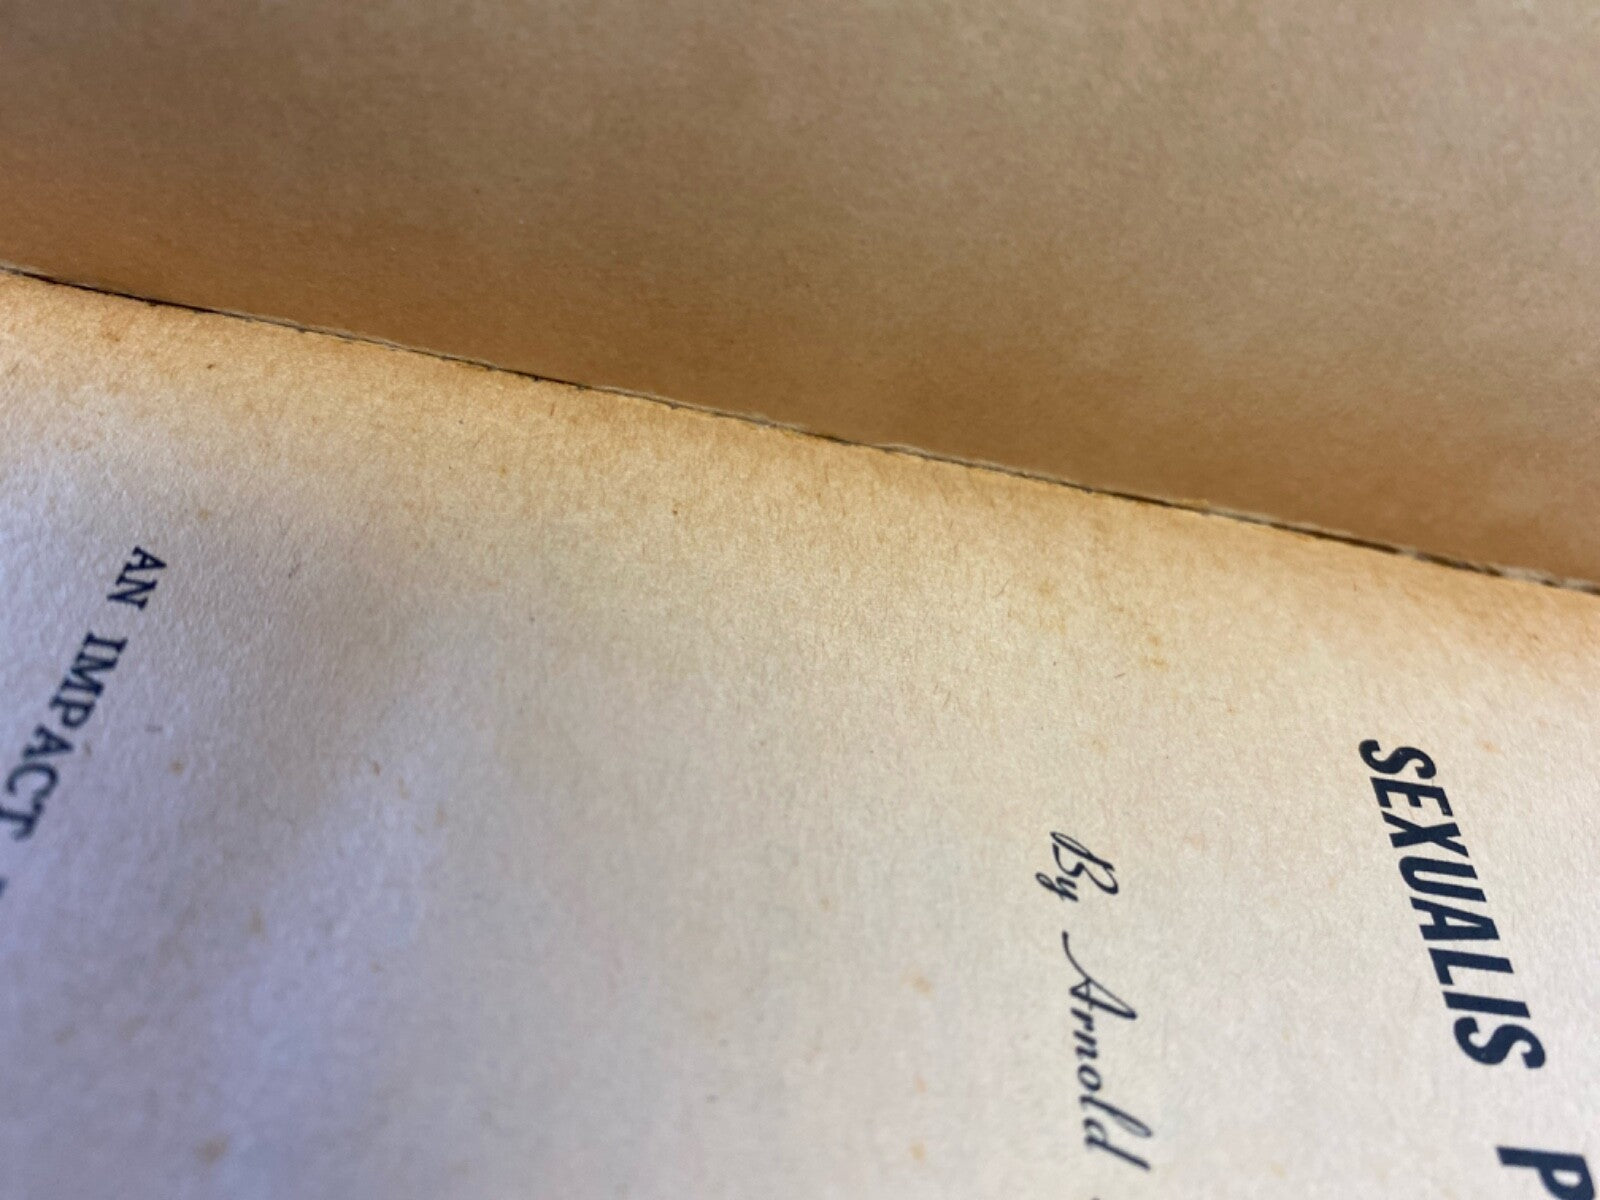 SEXUALIS P
By Arnold
AN IMPACT